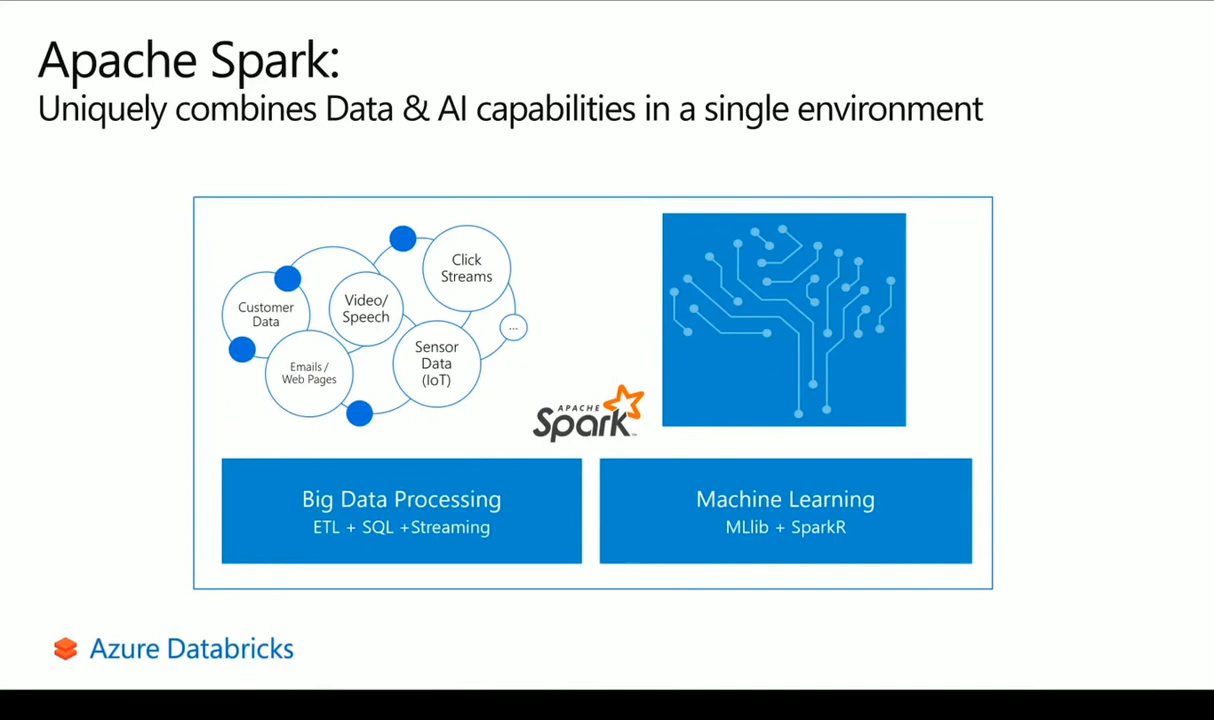 Apache Spark:
Uniquely combines Data & AI capabilities in a single environment
Click
Streams
Customer
Data
Video/
Speech
...
Sensor
Data
(IoT)
Emails /
Web Pages
APACHE
Spark™
Big Data Processing
ETL + SQL +Streaming
Machine Learning
MLlib + SparkR
Azure Databricks